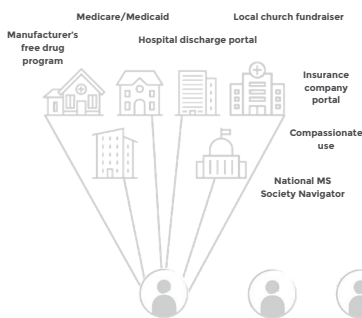 Medicare/Medicaid
Local church fundraiser
Manufacturer's
free drug
program
Hospital discharge portal
Insurance
company
portal
Compassionate
use
National MS
Society Navigator